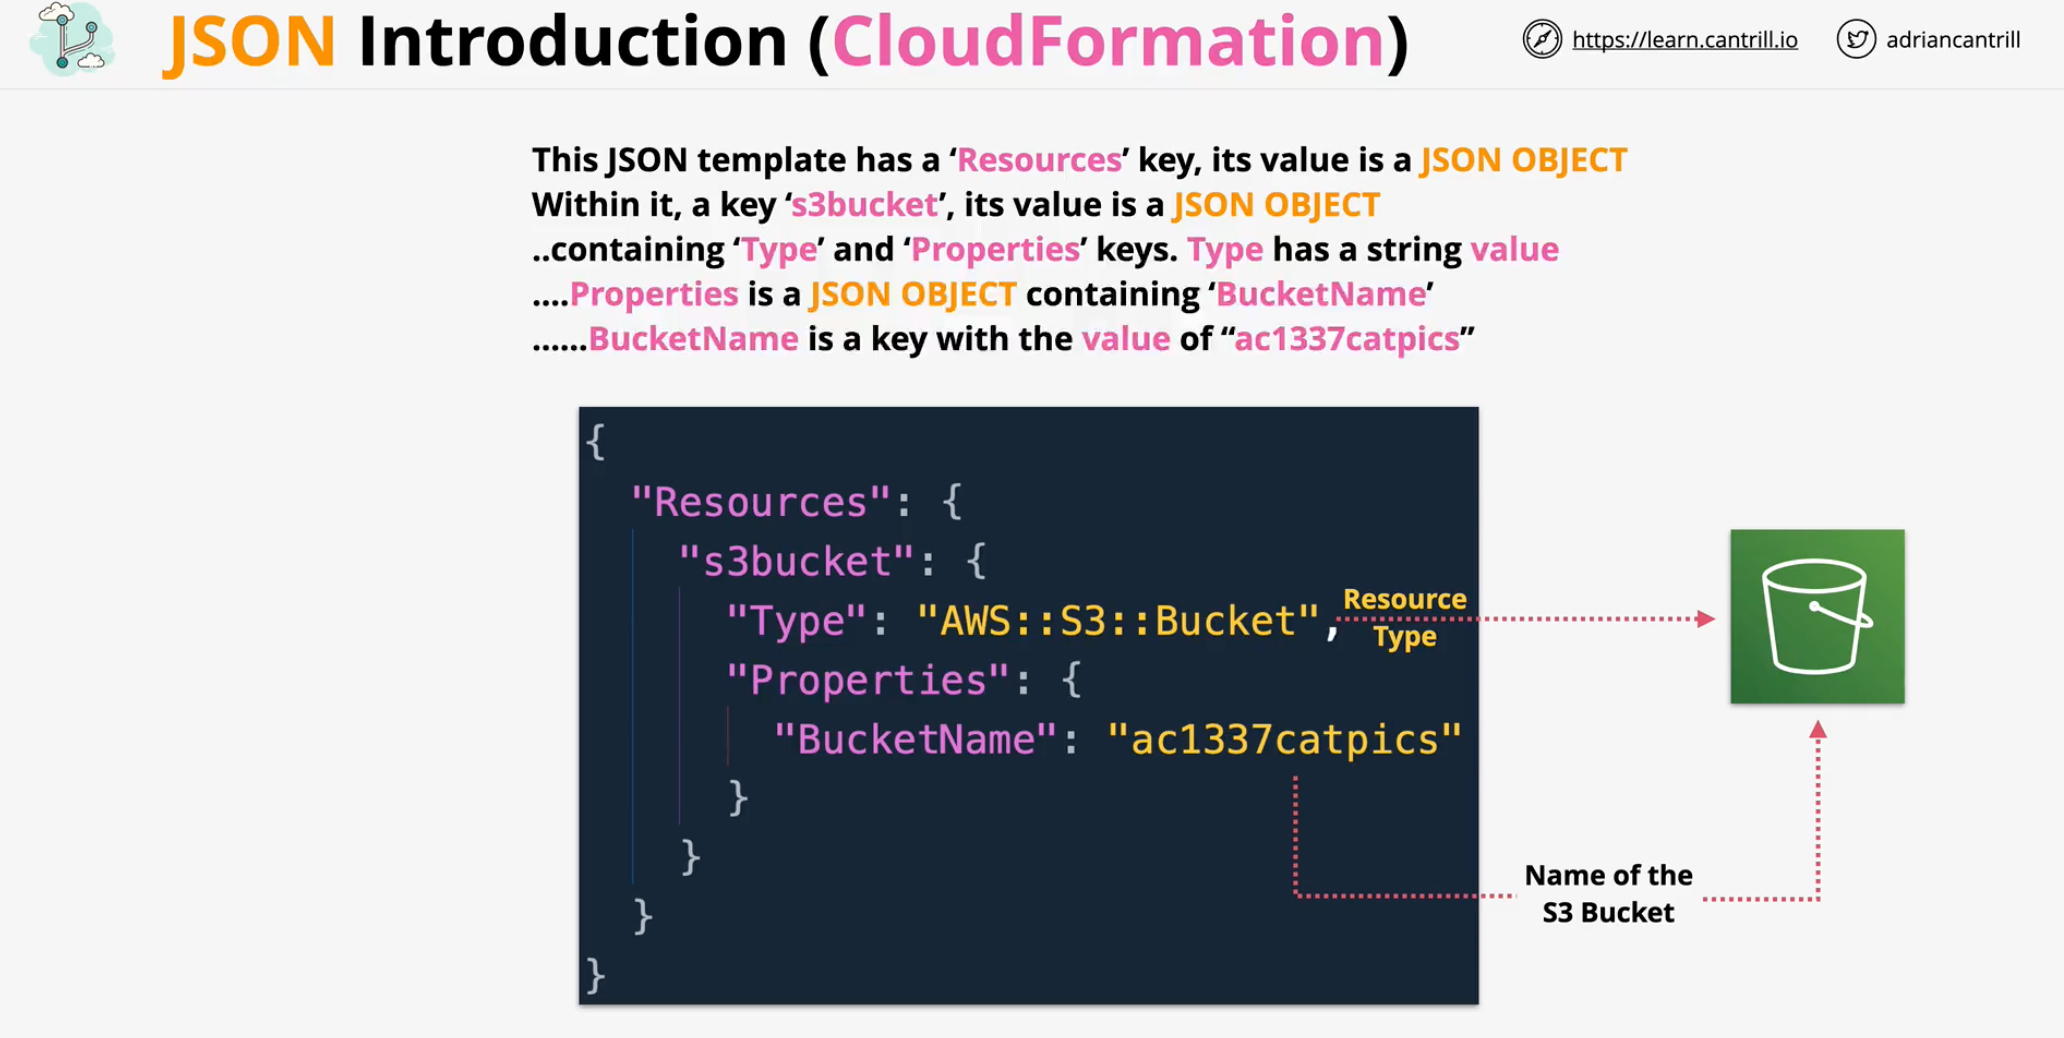 JSON Introduction (CloudFormation)
https://learn.cantrill.io
adriancantrill
This JSON template has a ‘Resources’ key, its value is a JSON OBJECT
Within it, a key ‘s3bucket’, its value is a JSON OBJECT
..containing ‘Type’ and ‘Properties’ keys. Type has a string value
....Properties is a JSON OBJECT containing ‘BucketName’
......BucketName is a key with the value of “ac1337catpics”
{
"Resources": {
"s3bucket": {
"Type": "AWS::S3::Bucket",
"Properties": {
"BucketName": "ac1337catpics"
}
}
}
}
Resource
Type
Name of the
S3 Bucket